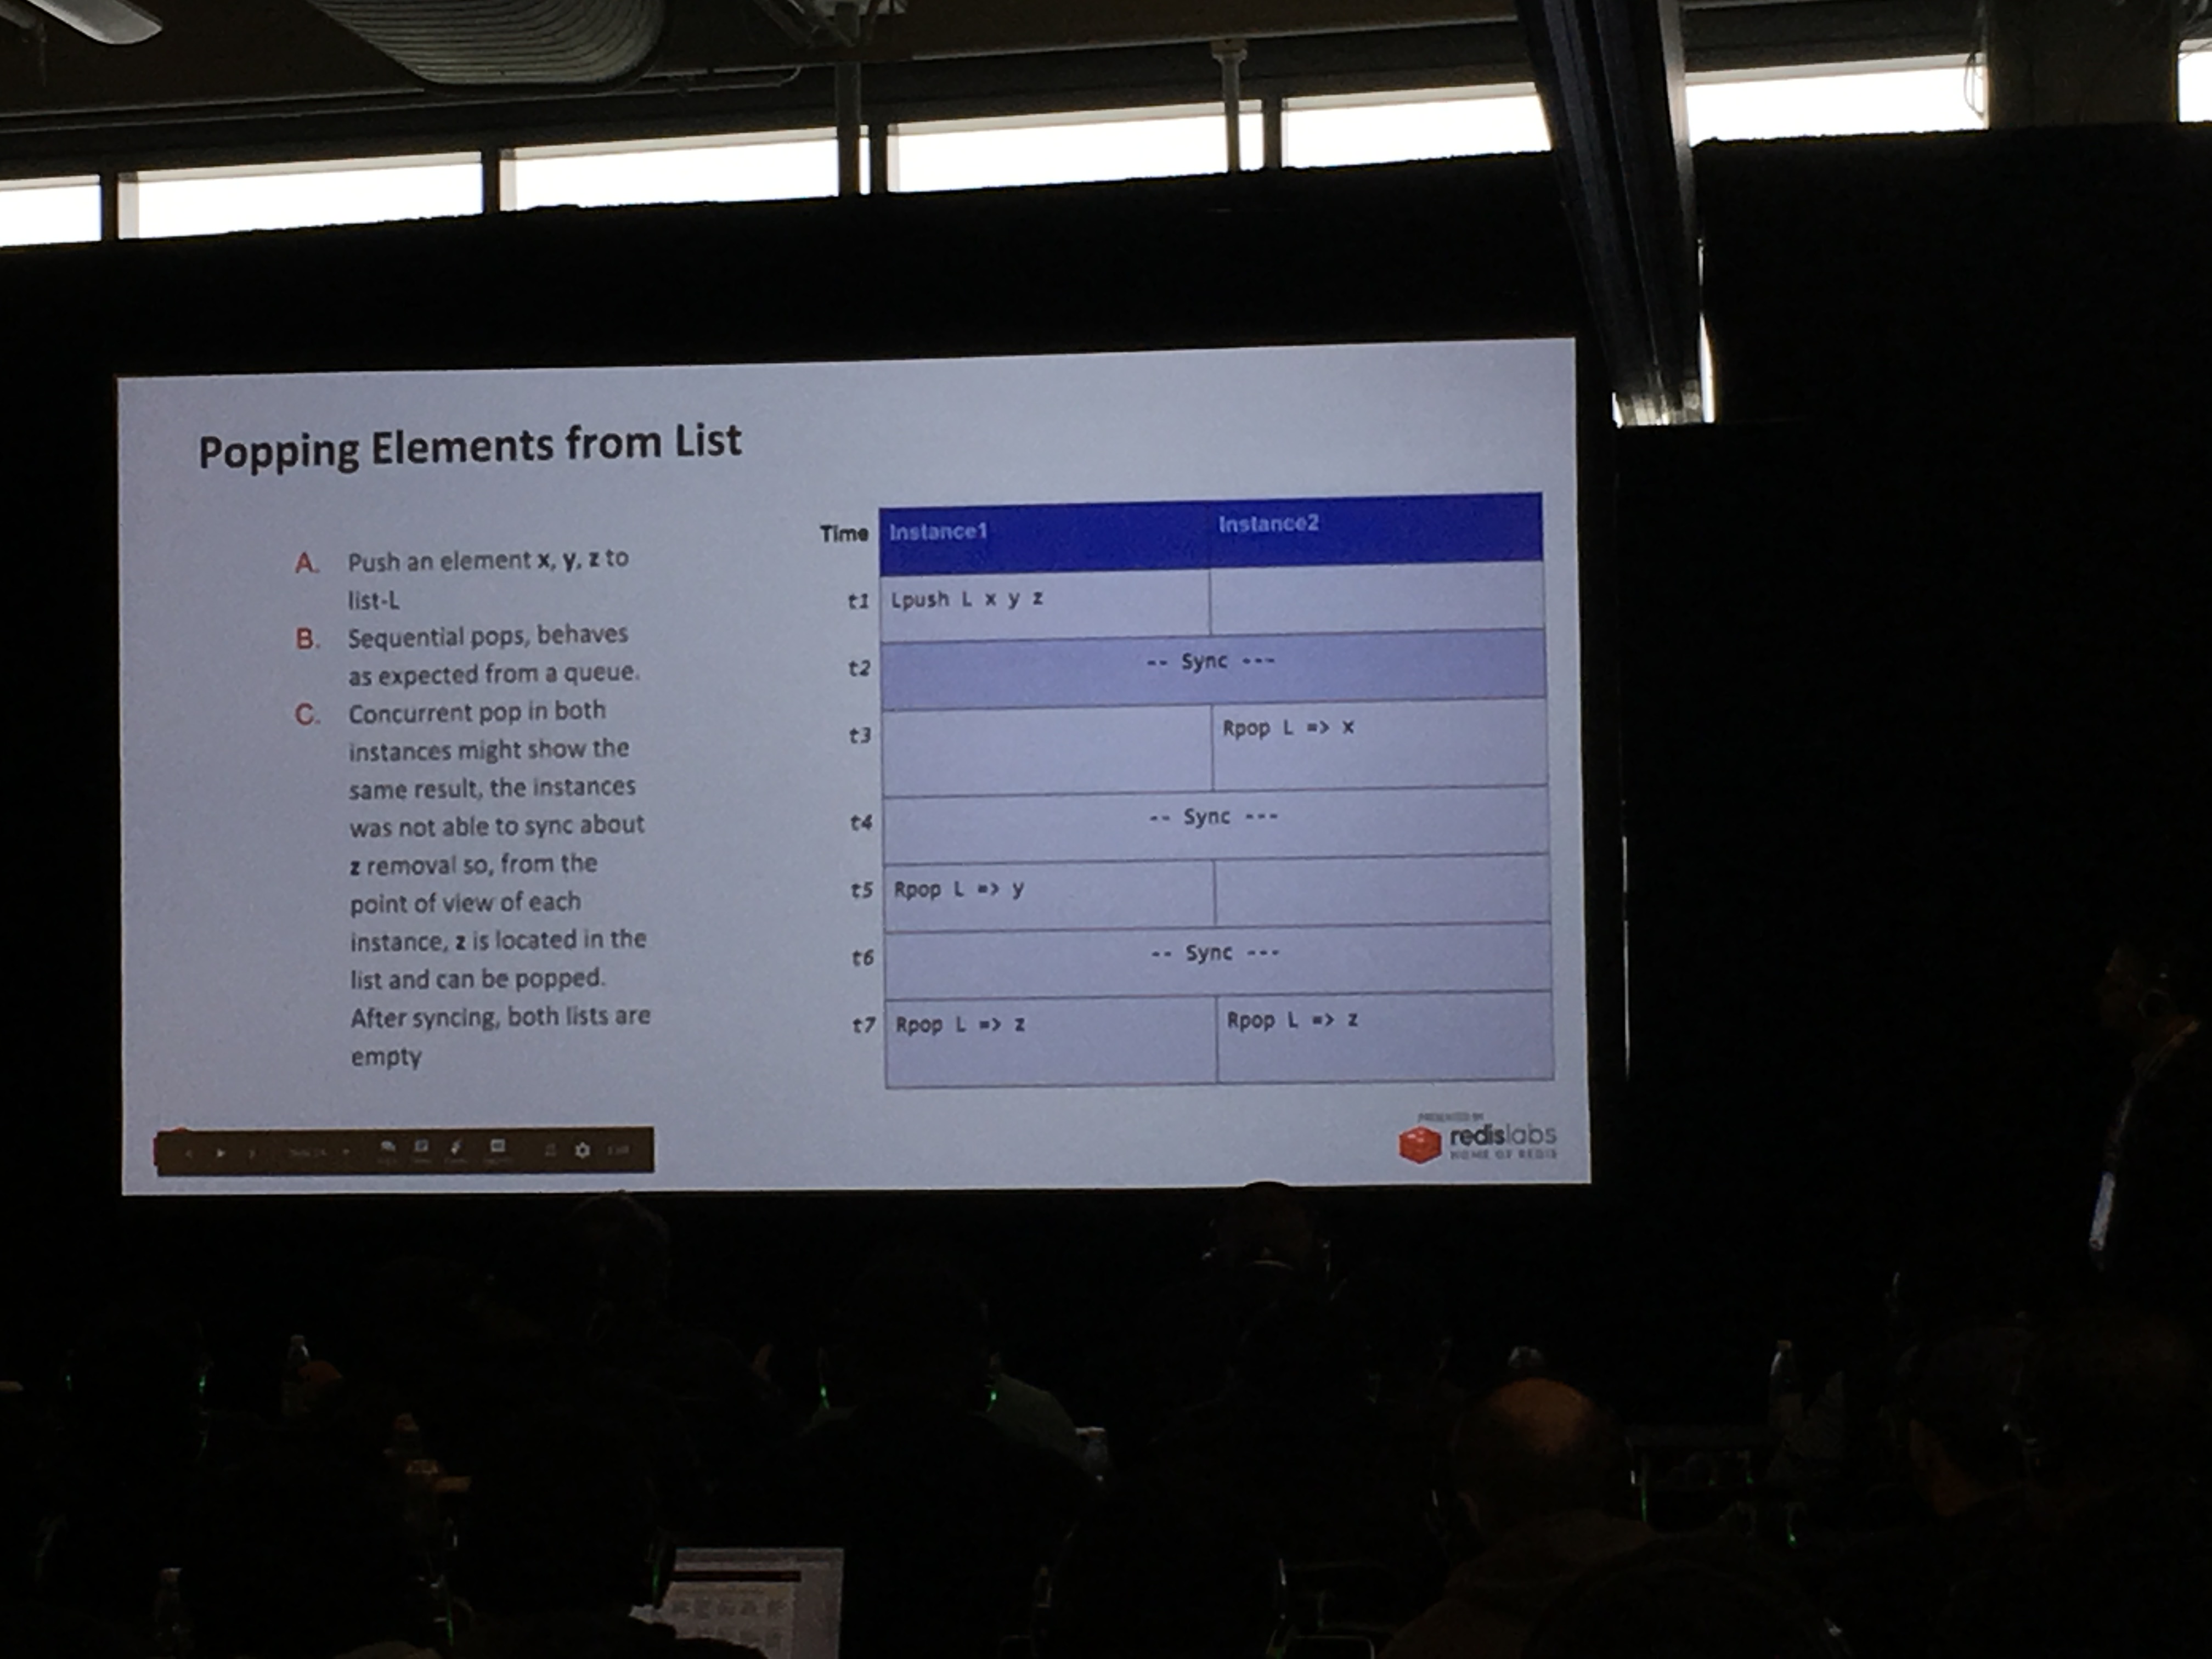 Popping Elements from List
A. Push an element x, y, z to
list-L
B. Sequential pops, behaves
as expected from a queue.
C. Concurrent pop in both
instances might show the
same result, the instances
was not able to sync about
z removal so, from the
point of view of each
instance, z is located in the
list and can be popped.
After syncing, both lists are
empty
Time Instance1 Instance2
t1 Lpush L x y z
t2 -- Sync ---
t3 Rpop L => x
t4 -- Sync ---
t5 Rpop L => y
t6 -- Sync ---
t7 Rpop L => z Rpop L => z
PRESENTED BY
redislabs
HOME OF REDIS